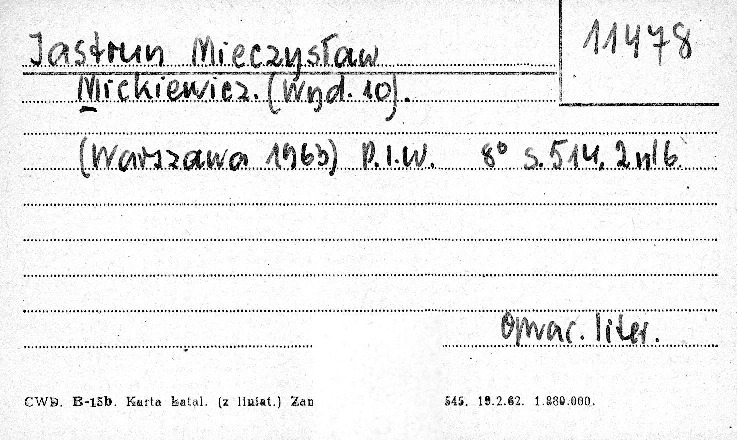 11478
Jastrun Mieczysław
Mickiewicz. (Wyd. 10).
(Warszawa 1963) P.I.W. 8° s. 514, 2 nlb.
Oprac. liter.
CWD. B-15b. Karta katal. (z liniat.) Zam
545. 19.2.62. 1.980.000.